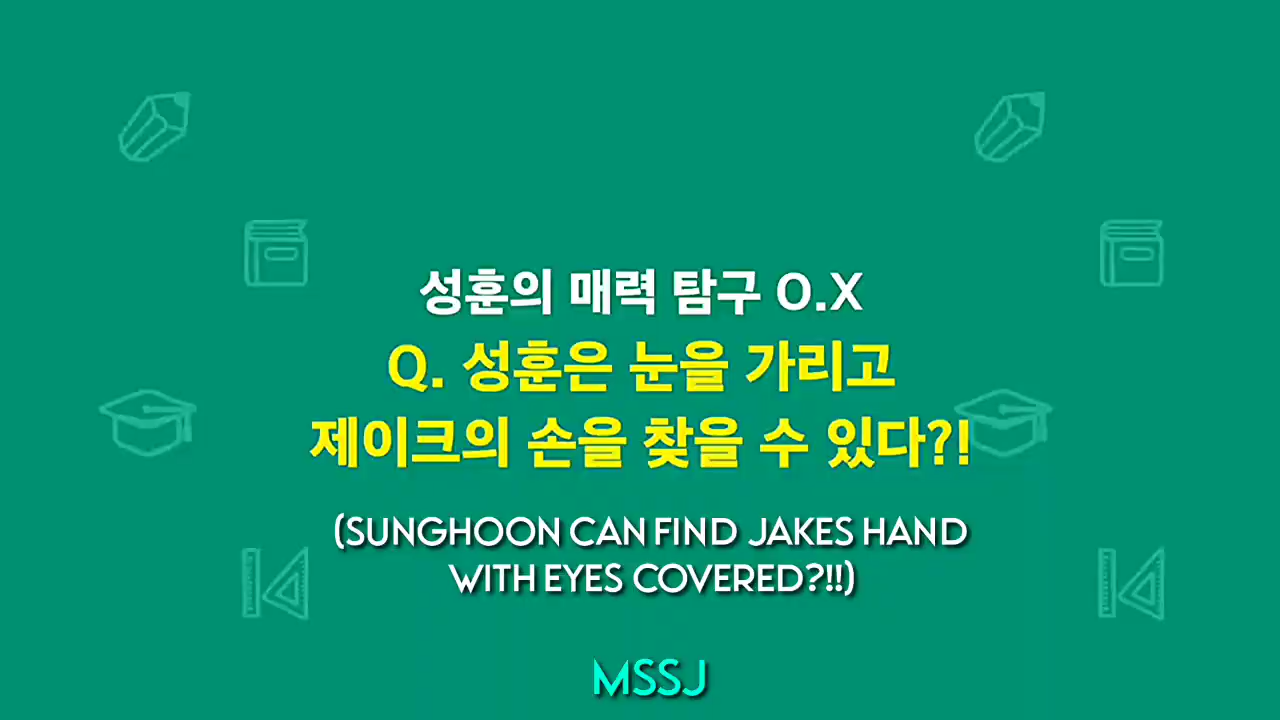 성훈의 매력 탐구 O.X
Q. 성훈은 눈을 가리고
제이크의 손을 찾을 수 있다?!
(SUNGHOON CAN FIND JAKES HAND
WITH EYES COVERED?!!)
MSSJ